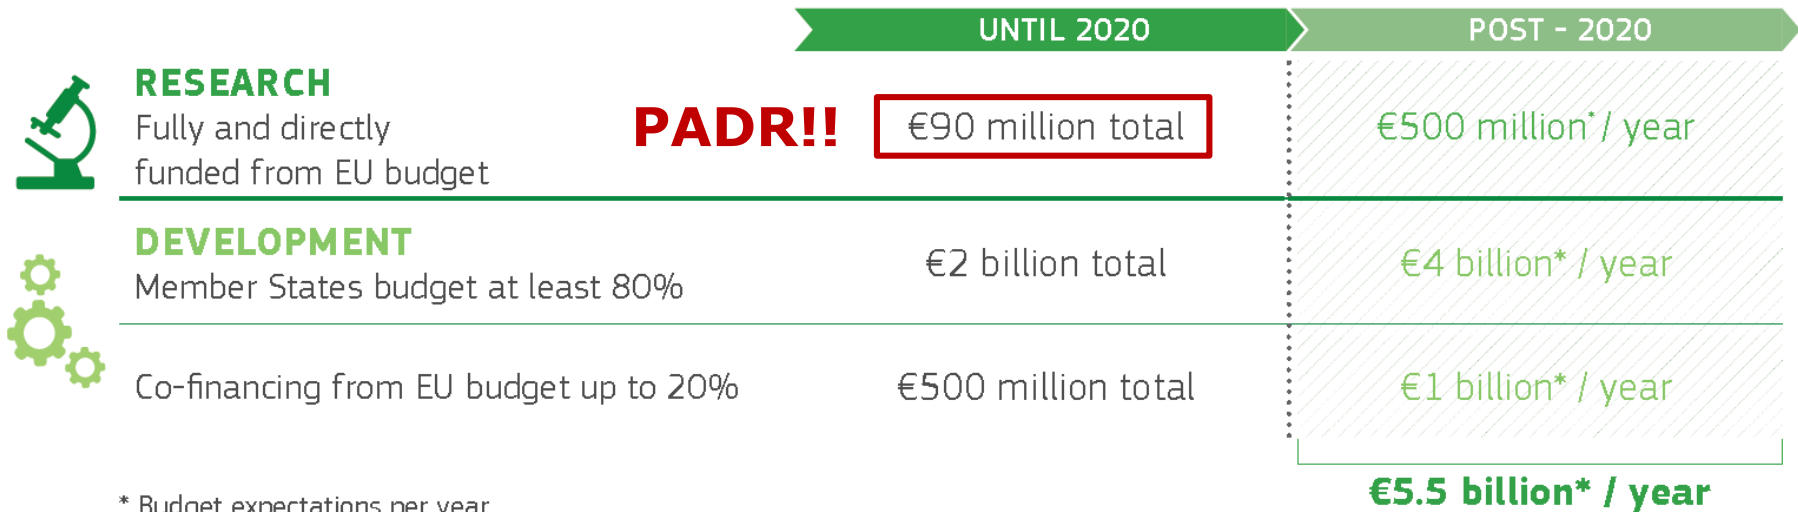 UNTIL 2020
POST - 2020
RESEARCH
Fully and directly
funded from EU budget
PADR!!
€90 million total
€500 million* / year
DEVELOPMENT
Member States budget at least 80%
€2 billion total
€4 billion* / year
Co-financing from EU budget up to 20%
€500 million total
€1 billion* / year
€5.5 billion* / year
* Budget expectations per year